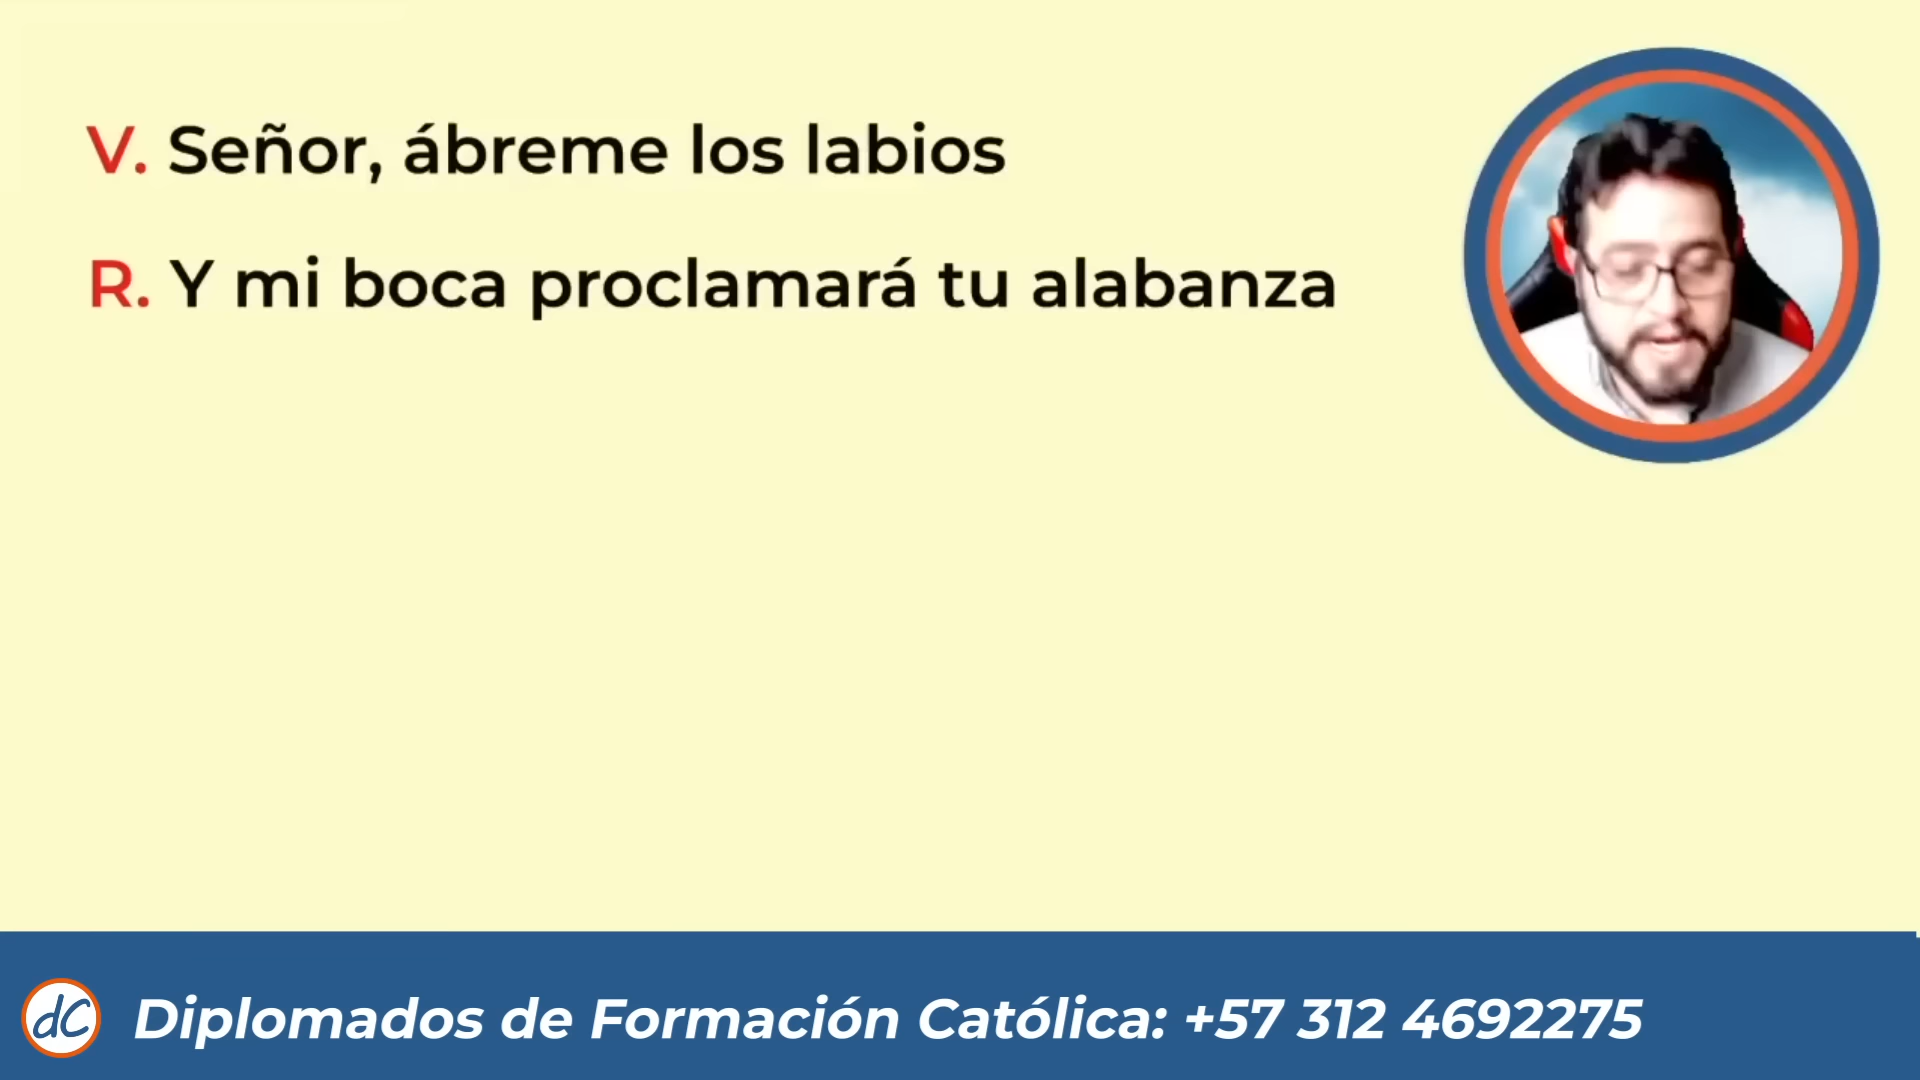 V. Señor, ábreme los labios
R. Y mi boca proclamará tu alabanza
dC Diplomados de Formación Católica: +57 312 4692275